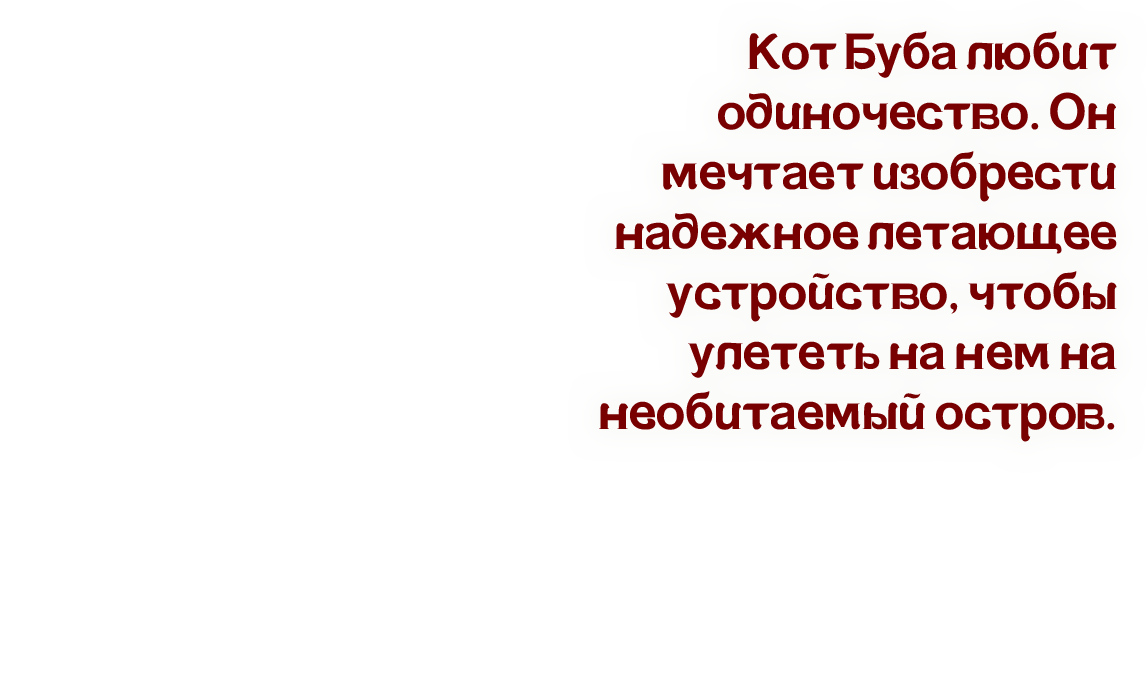 Кот Буба любит
одиночество. Он
мечтает изобрести
надежное летающее
устройство, чтобы
улететь на нем на
необитаемый остров.